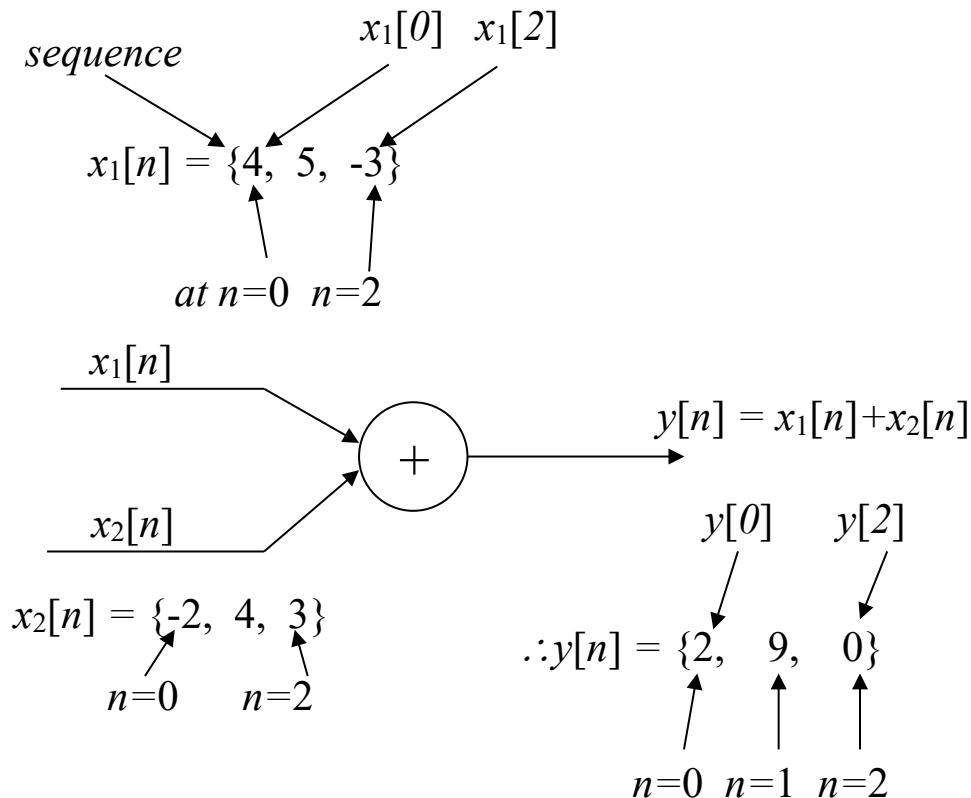 x₁[0] x₁[2]
sequence
x₁[n] = {4, 5, -3}
at n=0 n=2
x₁[n]
y[n] = x₁[n]+x₂[n]
+
x₂[n]
y[0] y[2]
x₂[n] = {-2, 4, 3}
∴y[n] = {2, 9, 0}
n=0 n=2
n=0 n=1 n=2